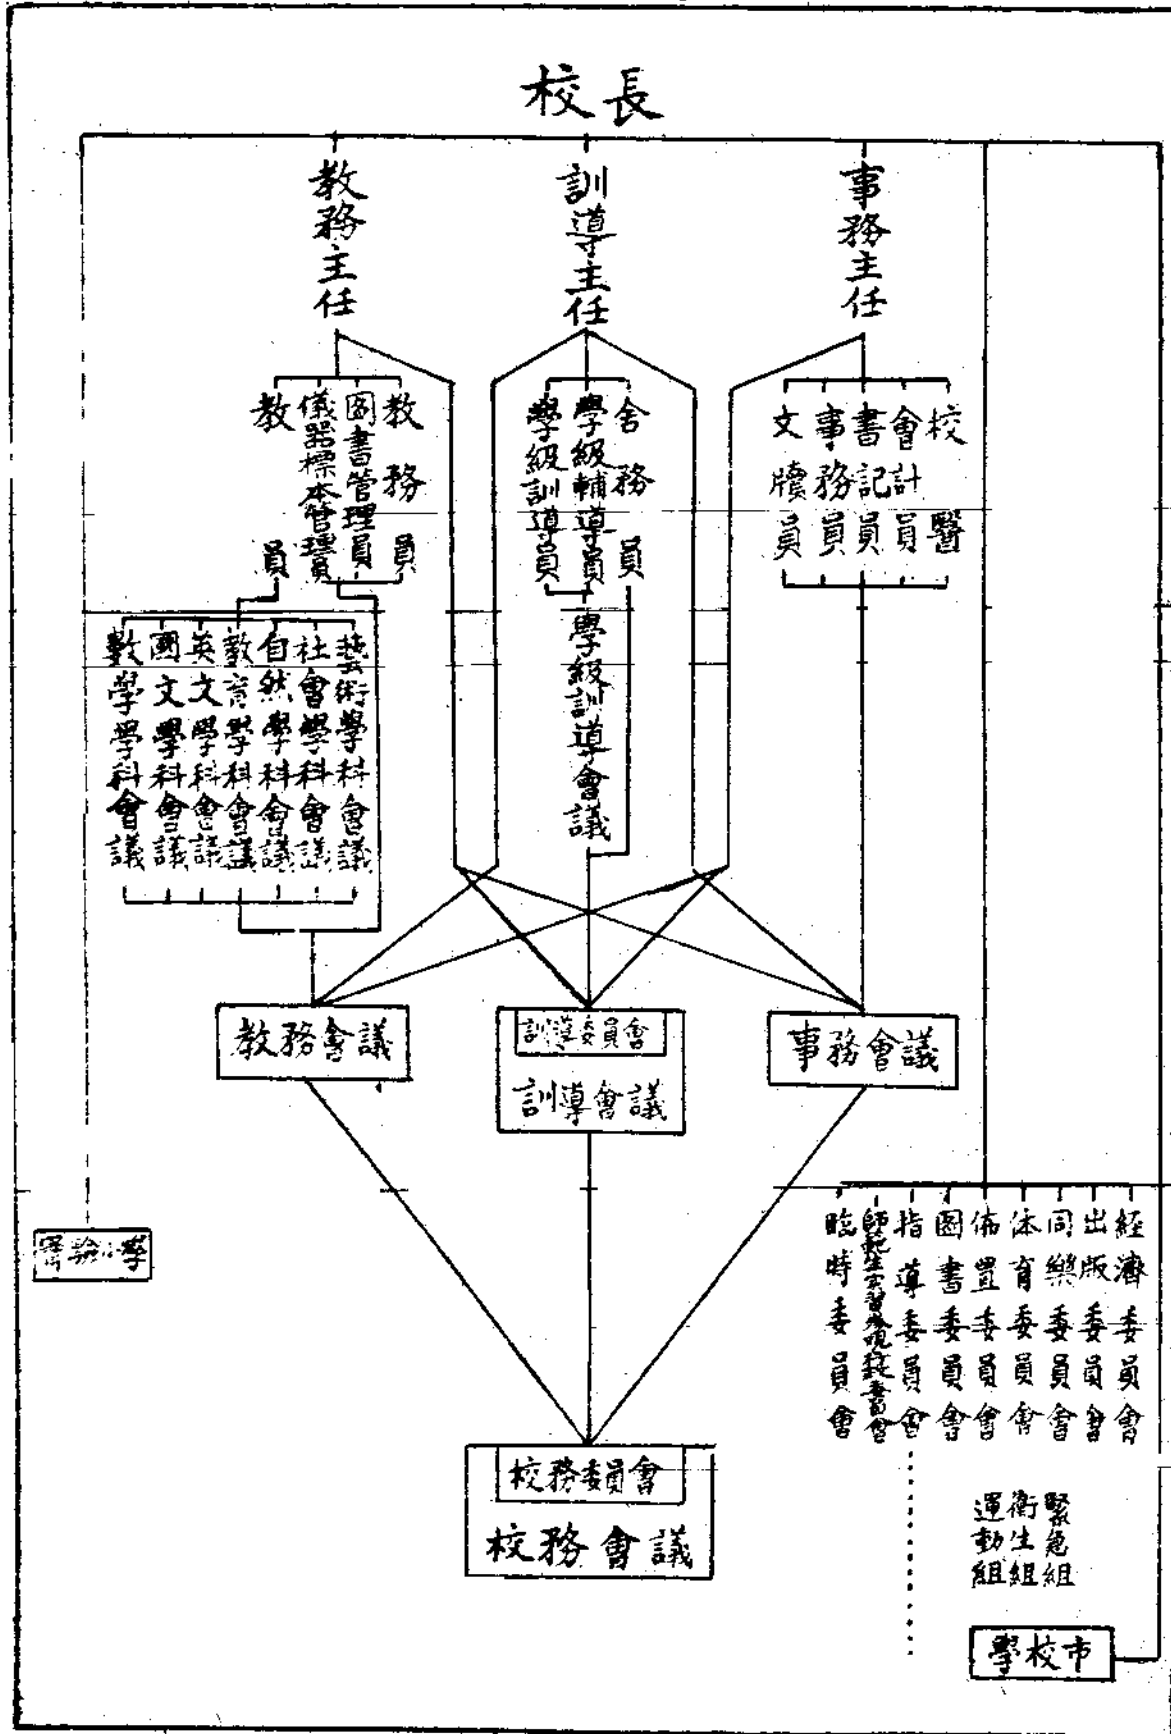 校長
教務主任
訓導主任
事務主任
教員
儀器標本管理員
図書管理員
教務員
學級訓導員
學級輔導員
舍務員
文牘員
事務員
書記員
會計員
校醫
數學學科會議
國文學科會議
英文學科會議
教育學科會議
自然學科會議
社會學科會議
藝術學科會議
學級訓導會議
教務會議
訓導委員會
訓導會議
事務會議
實驗小學
臨時委員會
指導委員會
図書委員會
佈置委員會
体育委員會
同樂委員會
出版委員會
経濟委員會
校務委員會
校務會議
運動組
衛生組
緊急組
學校市